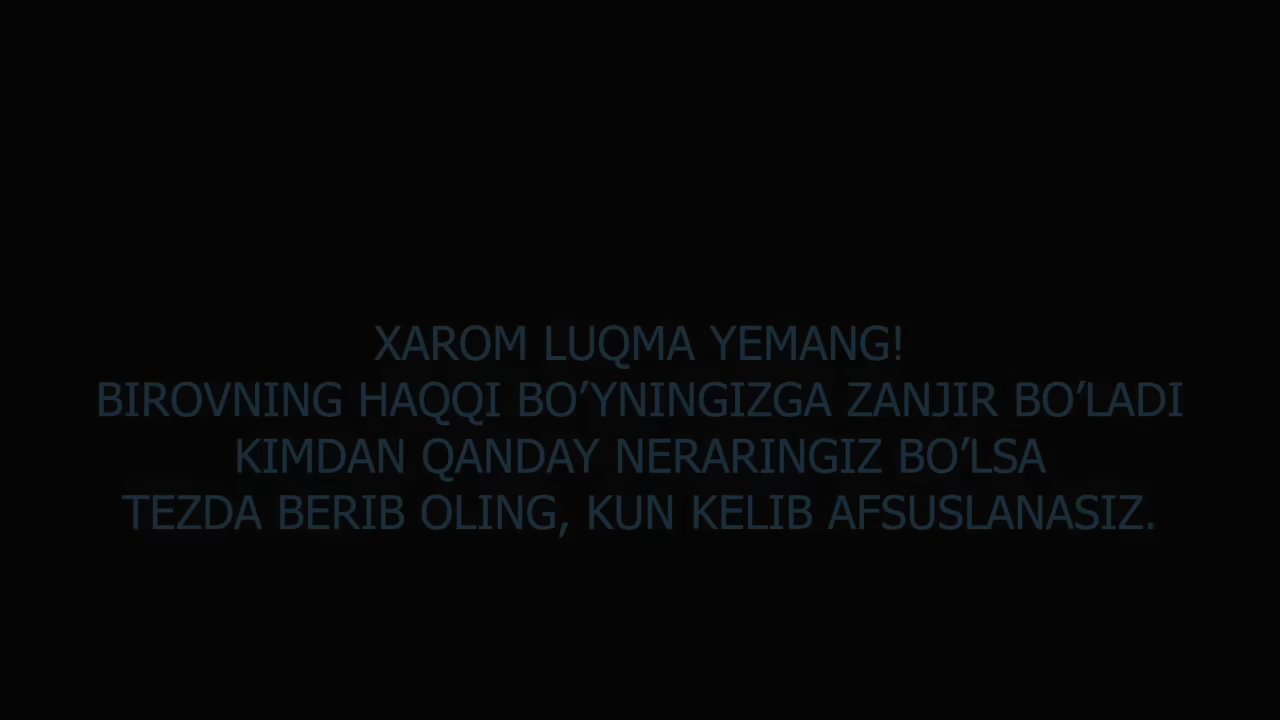 XAROM LUQMA YEMANG!
BIROVNING HAQQI BO’YNINGIZGA ZANJIR BO’LADI
KIMDAN QANDAY NERARINGIZ BO’LSA
TEZDA BERIB OLING, KUN KELIB AFSUSLANASIZ.